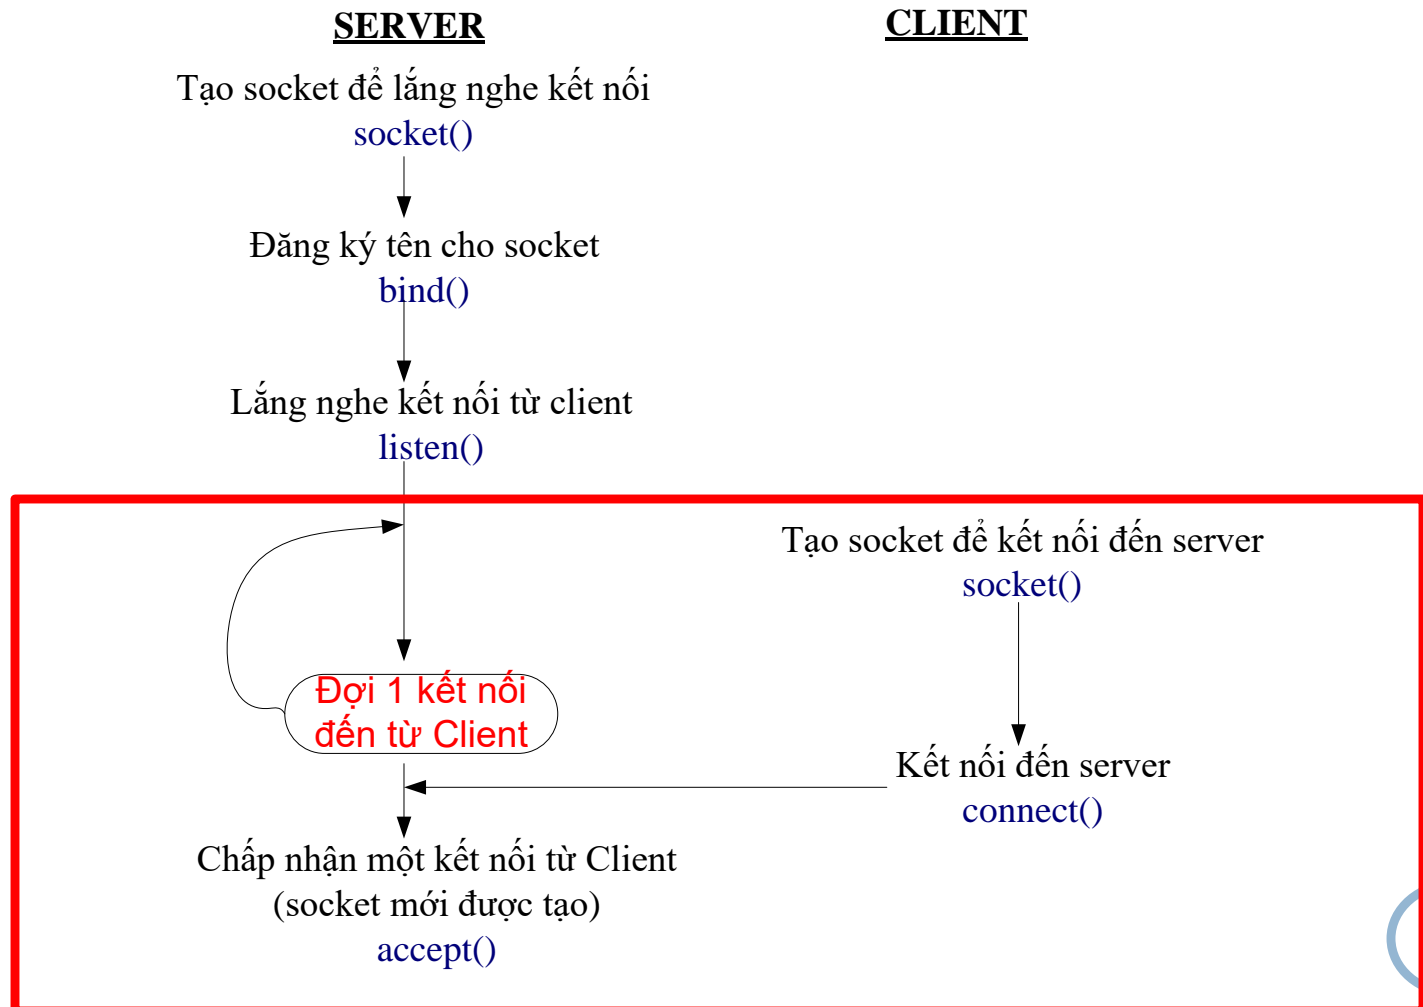 SERVER
CLIENT
Tạo socket để lắng nghe kết nối
socket()
Đăng ký tên cho socket
bind()
Lắng nghe kết nối từ client
listen()
Tạo socket để kết nối đến server
socket()
Đợi 1 kết nối
đến từ Client
Kết nối đến server
connect()
Chấp nhận một kết nối từ Client
(socket mới được tạo)
accept()